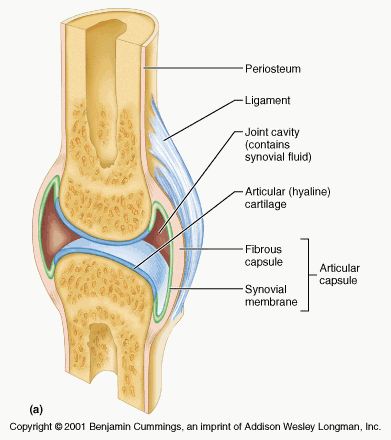 Periosteum
Ligament
Joint cavity
(contains
synovial fluid)
Articular (hyaline)
cartilage
Fibrous
capsule
Synovial
membrane
Articular
capsule
(a)
Copyright © 2001 Benjamin Cummings, an imprint of Addison Wesley Longman, Inc.